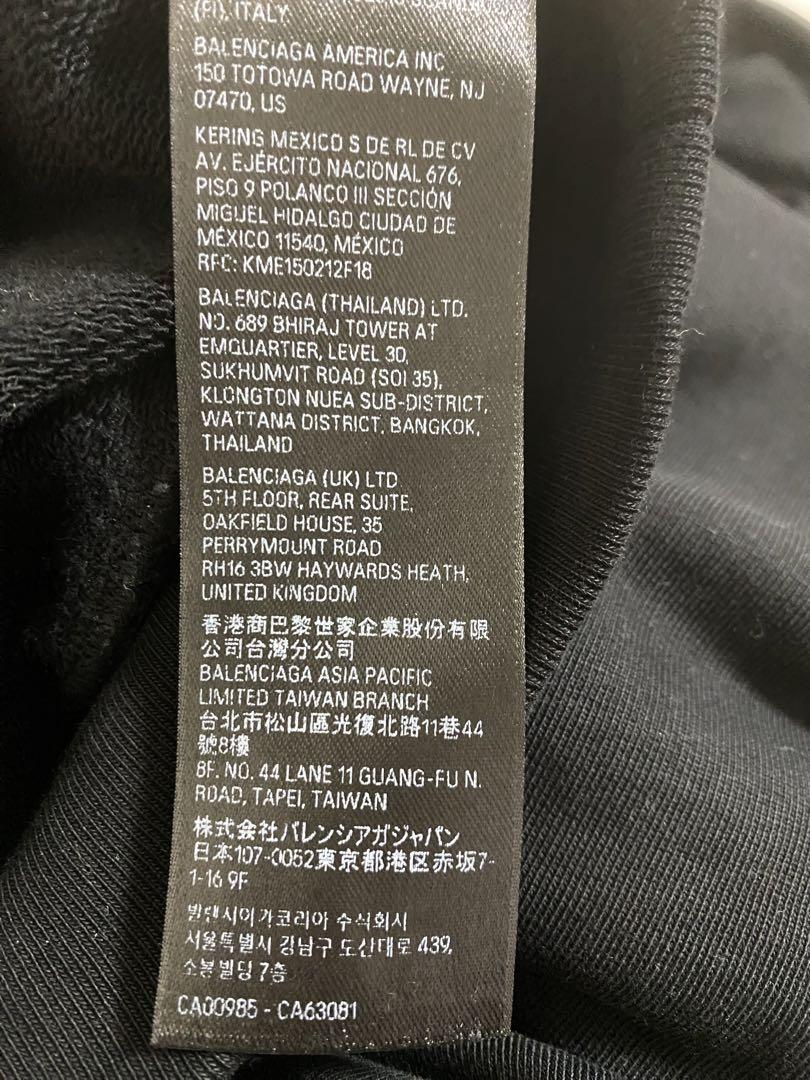 (FI), ITALY
BALENCIAGA AMERICA INC
150 TOTOWA ROAD WAYNE, NJ
07470, US
KERING MEXICO S DE RL DE CV
AV. EJÉRCITO NACIONAL 676,
PISO 9 POLANCO III SECCIÓN
MIGUEL HIDALGO CIUDAD DE
MÉXICO 11540, MÉXICO
RFC: KME150212F18
BALENCIAGA (THAILAND) LTD.
NO. 689 BHIRAJ TOWER AT
EMQUARTIER, LEVEL 30,
SUKHUMVIT ROAD (SOI 35),
KLONGTON NUEA SUB-DISTRICT,
WATTANA DISTRICT, BANGKOK,
THAILAND
BALENCIAGA (UK) LTD
5TH FLOOR, REAR SUITE,
OAKFIELD HOUSE, 35
PERRYMOUNT ROAD
RH16 3BW HAYWARDS HEATH,
UNITED KINGDOM
香港商巴黎世家企業股份有限
公司台灣分公司
BALENCIAGA ASIA PACIFIC
LIMITED TAIWAN BRANCH
台北市松山區光復北路11巷44
號8樓
8F. NO. 44 LANE 11 GUANG-FU N.
ROAD, TAPEI, TAIWAN
株式会社バレンシアガジャパン
日本107-0052東京都港区赤坂7-
1-16 9F
발렌시아가코리아 주식회사
서울특별시 강남구 도산대로 439,
소봉빌딩 7층
CA00985 - CA63081